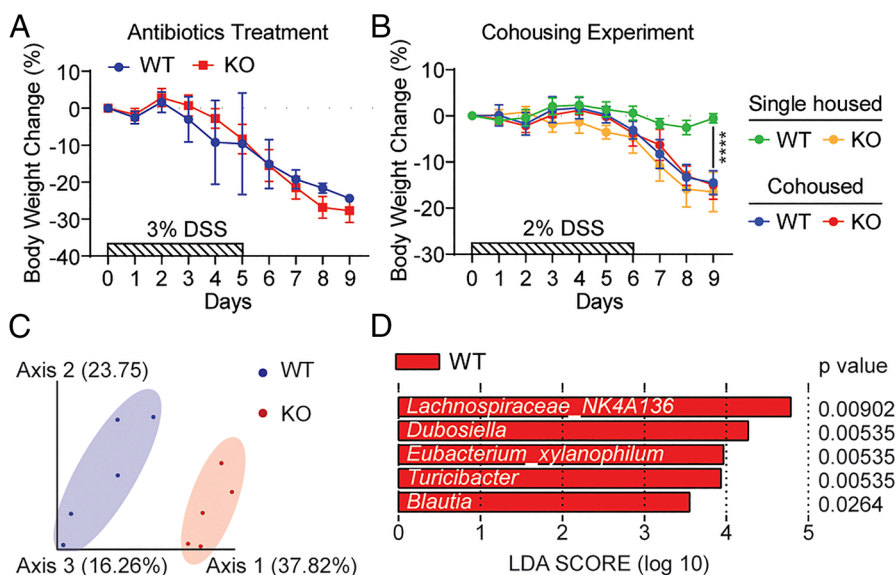 A
Antibiotics Treatment
WT
KO
Body Weight Change (%)
10
0
-10
-20
-30
-40
3% DSS
0 1 2 3 4 5 6 7 8 9
Days
B
Cohousing Experiment
Body Weight Change (%)
10
0
-10
-20
-30
2% DSS
0 1 2 3 4 5 6 7 8 9
Days
****
Single housed
WT KO
Cohoused
WT KO
C
Axis 2 (23.75)
WT
KO
Axis 3 (16.26%)
Axis 1 (37.82%)
D
WT
p value
Lachnospiraceae_NK4A136 0.00902
Dubosiella 0.00535
Eubacterium_xylanophilum 0.00535
Turicibacter 0.00535
Blautia 0.0264
0 1 2 3 4 5
LDA SCORE (log 10)